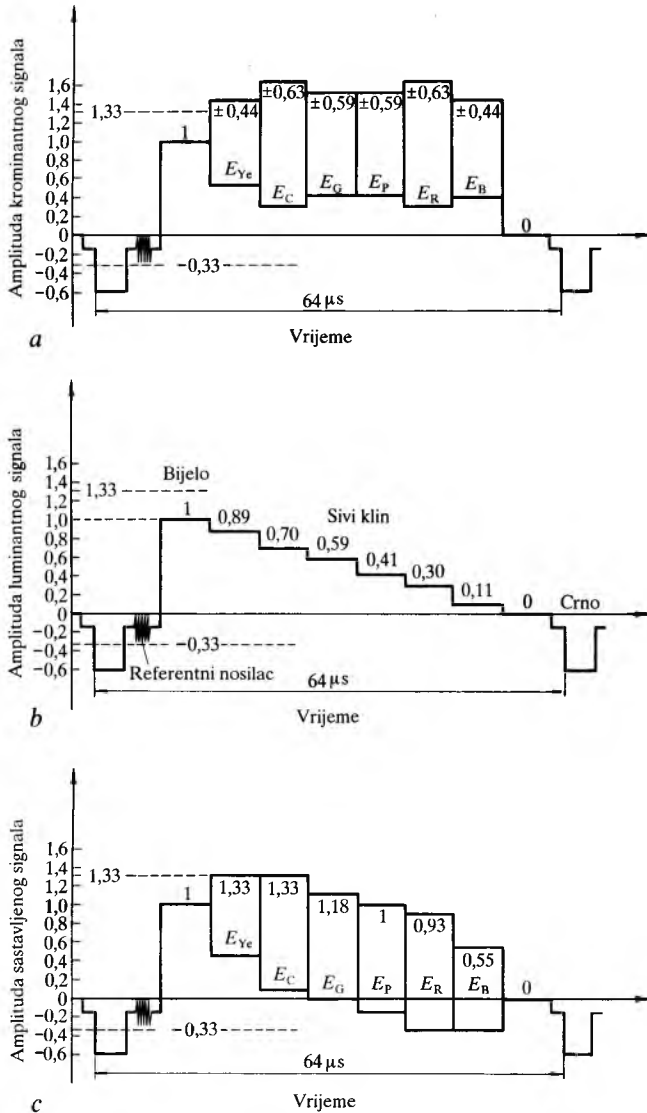 Amplituda krominantnog signala
1,6
1,4
1,33
1,2
1,0
0,8
0,6
0,4
0,2
0
−0,2
−0,4
−0,6
1
±0,44 ±0,63 ±0,59 ±0,59 ±0,63 ±0,44
E_Ye E_C E_G E_P E_R E_B
0
−0,33
64 μs
a
Vrijeme
Amplituda luminantnog signala
1,6
1,4
1,33
1,2
1,0
0,8
0,6
0,4
0,2
0
−0,2
−0,4
−0,6
Bijelo
Sivi klin
1 0,89 0,70 0,59 0,41 0,30 0,11 0
Crno
−0,33
Referentni nosilac
64 μs
b
Vrijeme
Amplituda sastavljenog signala
1,6
1,4
1,33
1,2
1,0
0,8
0,6
0,4
0,2
0
−0,2
−0,4
−0,6
1 1,33 1,33 1,18 1 0,93 0,55 0
E_Ye E_C E_G E_P E_R E_B
−0,33
64 μs
c
Vrijeme